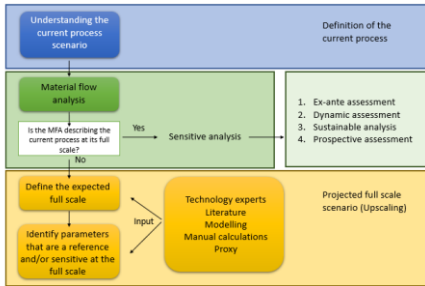 Understanding the
current process
scenario
Definition of the
current process
Material flow
analysis
Is the MFA describing the
current process at its full
scale?
Yes
No
Sensitive analysis
1. Ex-ante assessment
2. Dynamic assessment
3. Sustainable analysis
4. Prospective assessment
Define the expected
full scale
Identify parameters
that are a reference
and/or sensitive at the
full scale
Input
Technology experts
Literature
Modelling
Manual calculations
Proxy
Projected full scale
scenario (Upscaling)